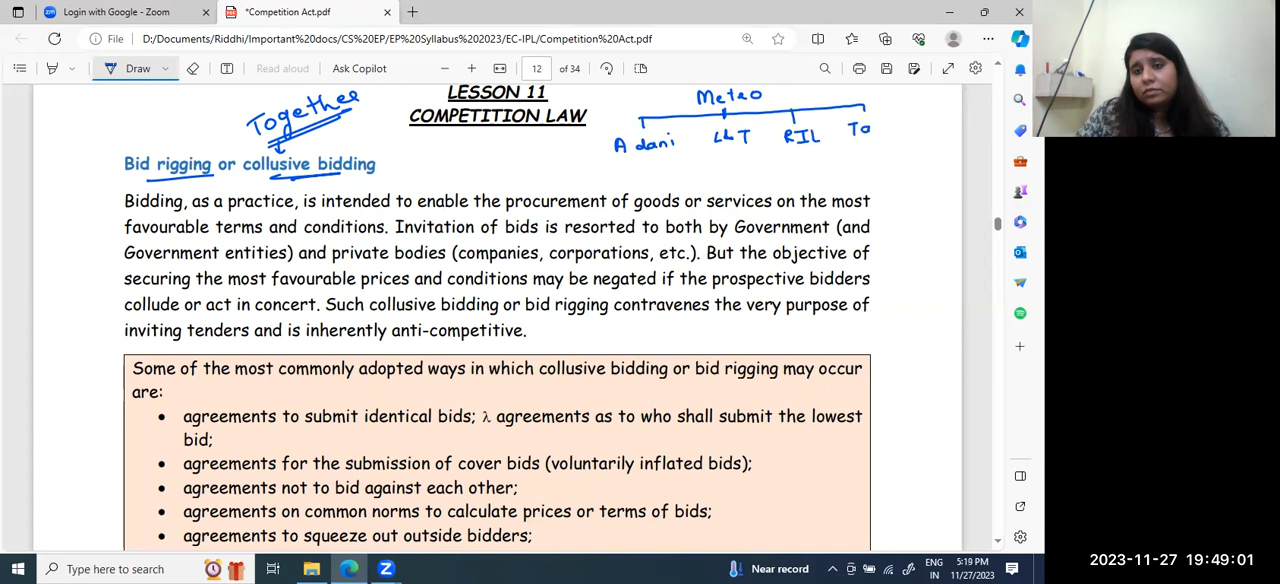 Login with Google - Zoom
*Competition Act.pdf
File
D:/Documents/Riddhi/Important%20docs/CS%20EP/EP%20Syllabus%202023/EC-IPL/Competition%20Act.pdf
Draw
Read aloud
Ask Copilot
12
of 34
LESSON 11
COMPETITION LAW
Together
Meteo
Adani
L&T
RIL
Ta
Bid rigging or collusive bidding
Bidding, as a practice, is intended to enable the procurement of goods or services on the most
favourable terms and conditions. Invitation of bids is resorted to both by Government (and
Government entities) and private bodies (companies, corporations, etc.). But the objective of
securing the most favourable prices and conditions may be negated if the prospective bidders
collude or act in concert. Such collusive bidding or bid rigging contravenes the very purpose of
inviting tenders and is inherently anti-competitive.
Some of the most commonly adopted ways in which collusive bidding or bid rigging may occur
are:
• agreements to submit identical bids; λ agreements as to who shall submit the lowest
bid;
• agreements for the submission of cover bids (voluntarily inflated bids);
• agreements not to bid against each other;
• agreements on common norms to calculate prices or terms of bids;
• agreements to squeeze out outside bidders;
Type here to search
Near record
ENG
IN
5:19 PM
11/27/2023
2023-11-27 19:49:01